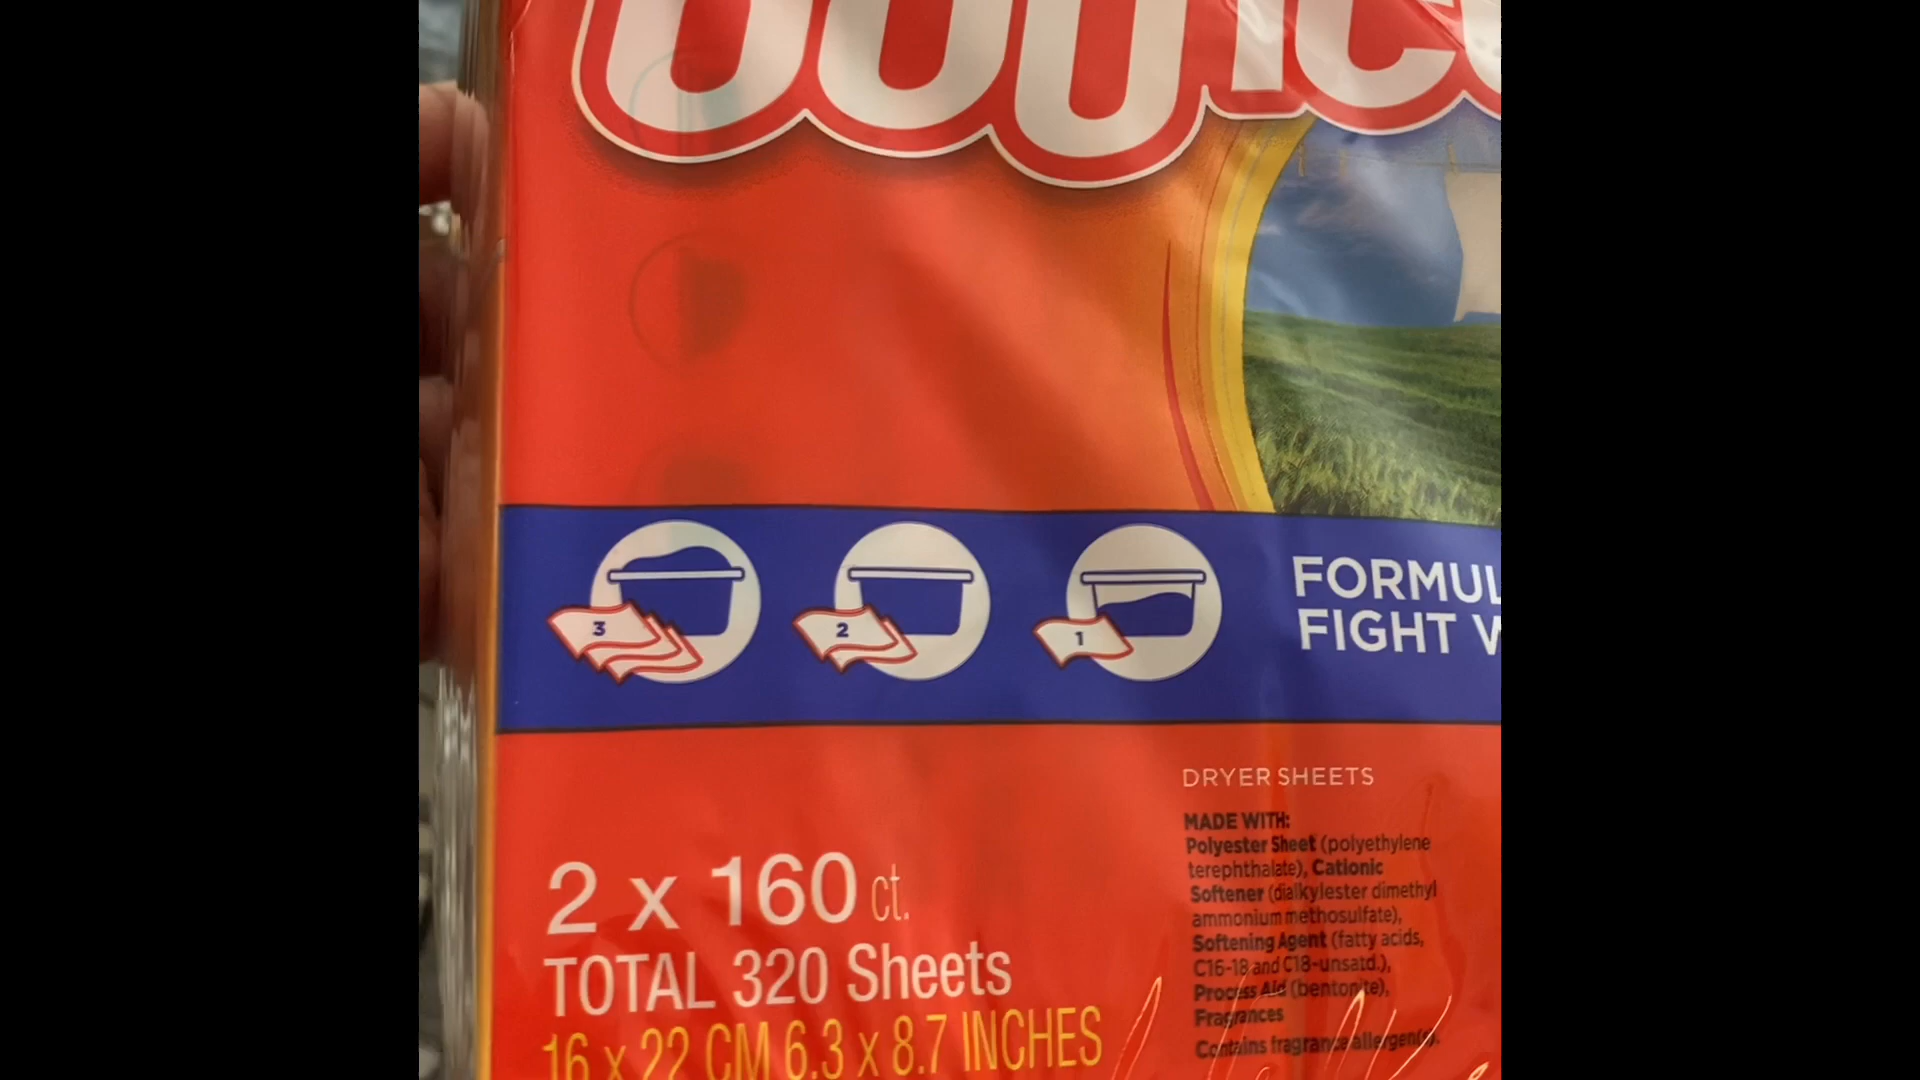 Bounce
3
2
1
FORMUL
FIGHT
DRYER SHEETS
MADE WITH:
Polyester Sheet (polyethylene
terephthalate), Cationic
Softener (dialkylester dimethyl
ammonium methosulfate),
Softening Agent (fatty acids,
C16-18 and C18-unsatd.),
Process Aid (bentonite),
Fragrances
Contains fragrance allergen(s).
2 x 160 ct.
TOTAL 320 Sheets
16 x 22 CM 6.3 x 8.7 INCHES